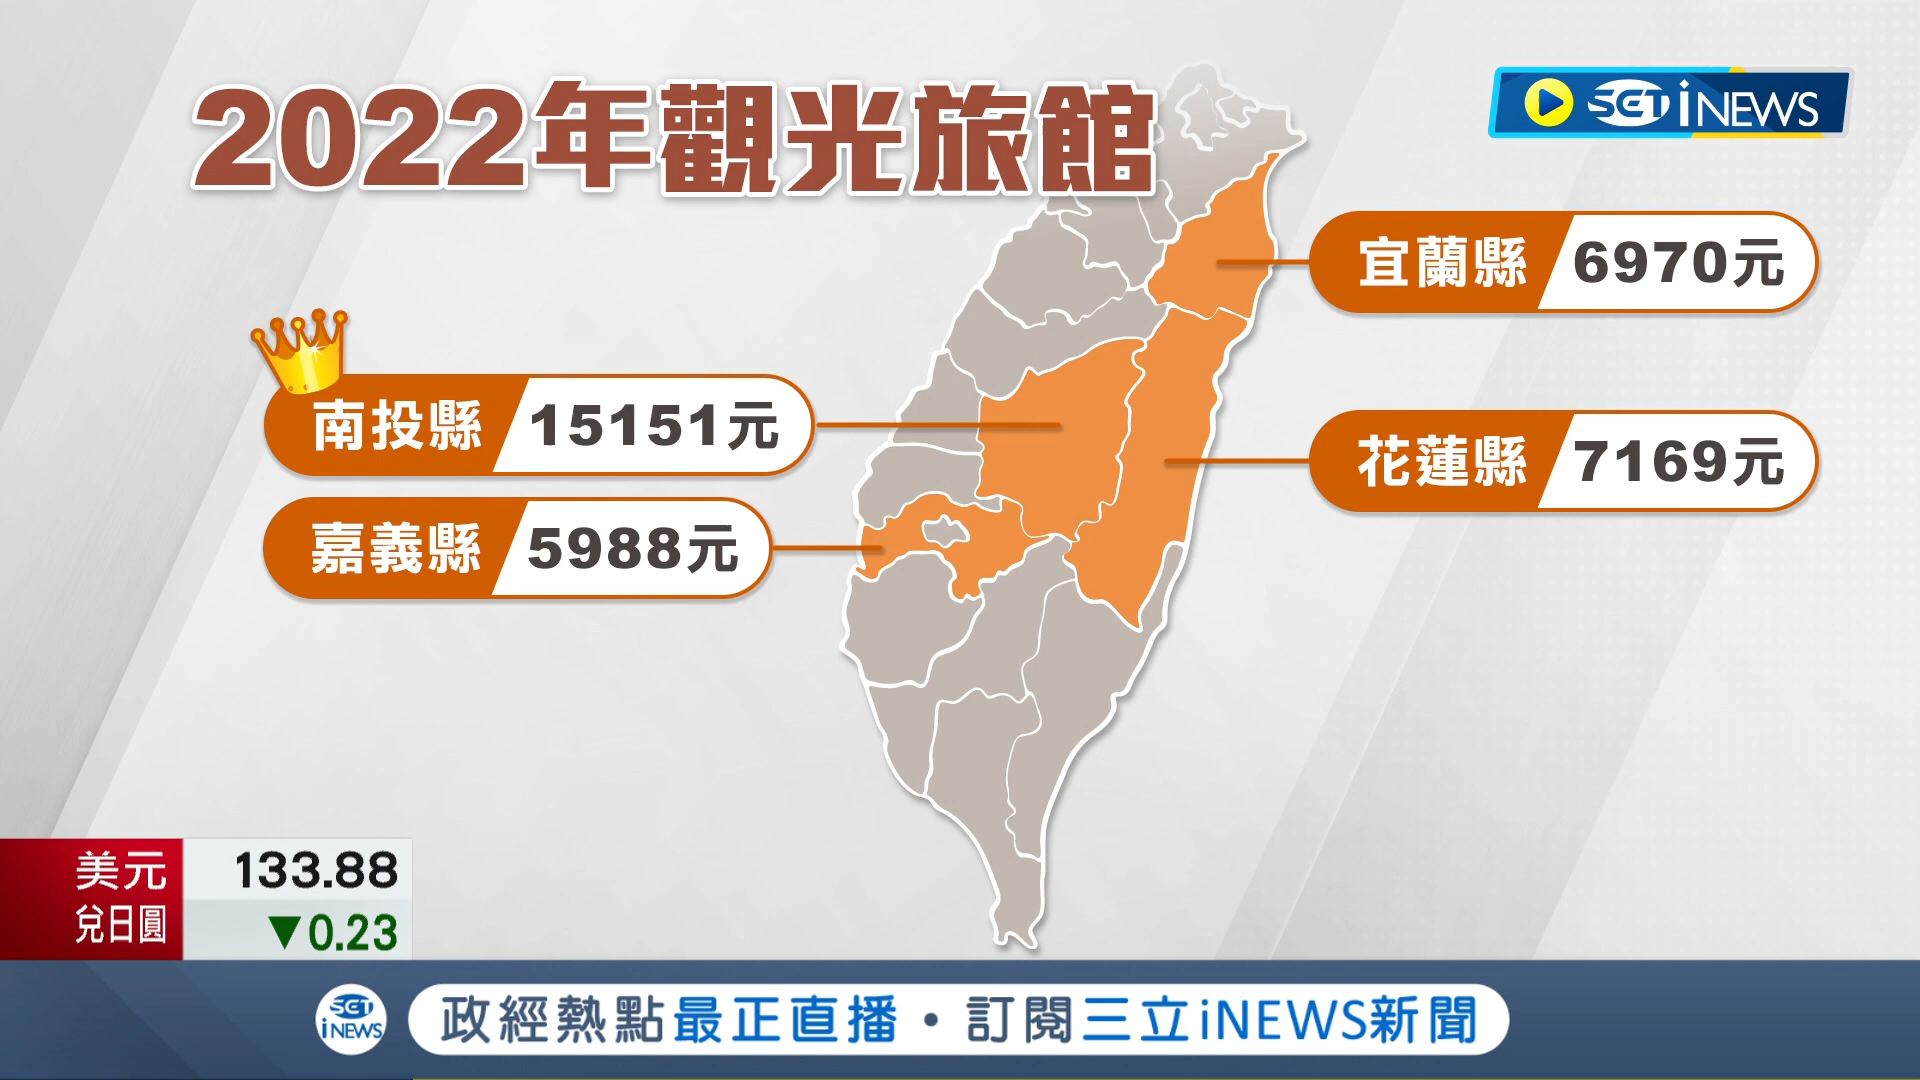 2022年觀光旅館
SET iNEWS
宜蘭縣 6970元
南投縣 15151元
花蓮縣 7169元
嘉義縣 5988元
美元 133.88
兌日圓 ▼0.23
SET iNEWS
政經熱點最正直播・訂閱三立iNEWS新聞